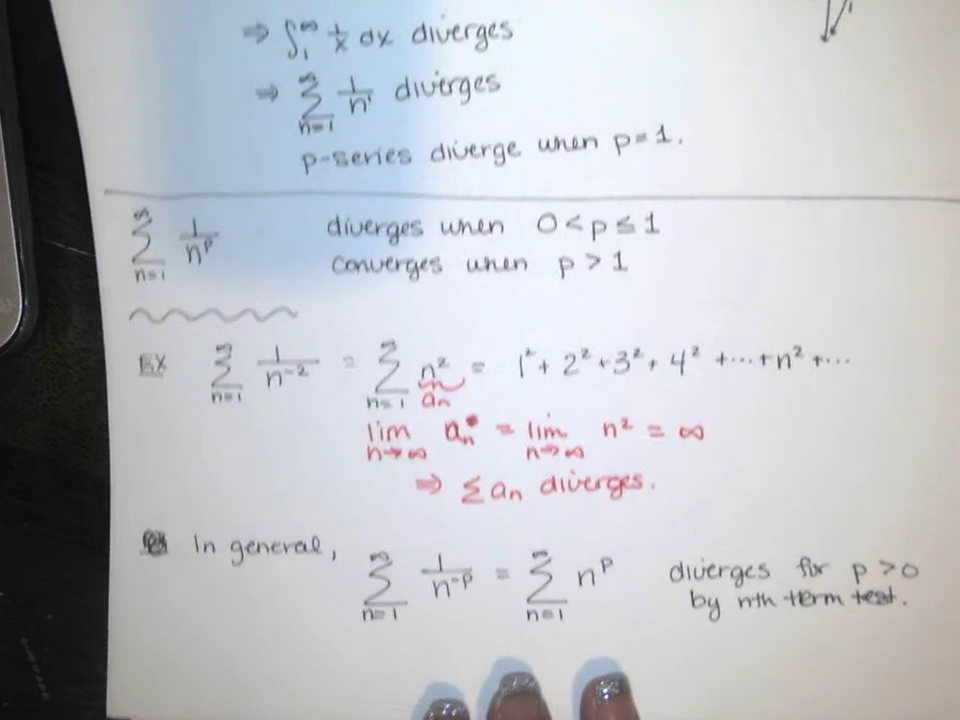 ⇒ ∫₁^∞ 1/x dx diverges
⇒ ∑_{n=1}^∞ 1/n¹ diverges
p-series diverge when p=1.
∑_{n=1}^∞ 1/n^p diverges when 0<p≤1
converges when p>1
EX ∑_{n=1}^∞ 1/n^{-2} = ∑_{n=1}^∞ n² = 1²+2²+3²+4²+⋯+n²+⋯
aₙ
lim_{n→∞} aₙ = lim_{n→∞} n² = ∞
⇒ ∑aₙ diverges.
In general,
∑_{n=1}^∞ 1/n^{-p} = ∑_{n=1}^∞ n^p diverges for p>0
by nth term test.